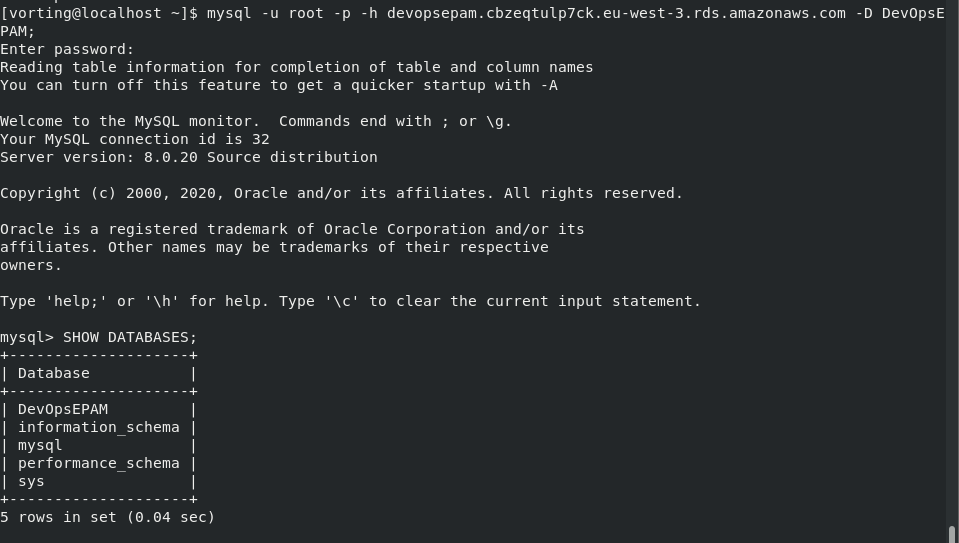 [vorting@localhost ~]$ mysql -u root -p -h devopsepam.cbzeqtulp7ck.eu-west-3.rds.amazonaws.com -D DevOpsE
PAM;
Enter password:
Reading table information for completion of table and column names
You can turn off this feature to get a quicker startup with -A

Welcome to the MySQL monitor.  Commands end with ; or \g.
Your MySQL connection id is 32
Server version: 8.0.20 Source distribution

Copyright (c) 2000, 2020, Oracle and/or its affiliates. All rights reserved.

Oracle is a registered trademark of Oracle Corporation and/or its
affiliates. Other names may be trademarks of their respective
owners.

Type 'help;' or '\h' for help. Type '\c' to clear the current input statement.

mysql> SHOW DATABASES;
+--------------------+
| Database           |
+--------------------+
| DevOpsEPAM         |
| information_schema |
| mysql              |
| performance_schema |
| sys                |
+--------------------+
5 rows in set (0.04 sec)